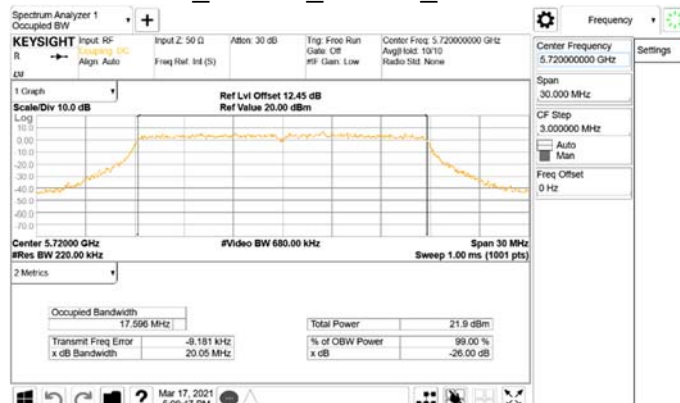 Spectrum Analyzer 1
Occupied BW
+
Frequency
KEYSIGHT
R
Input: RF
Coupling: DC
Align: Auto
Input Z: 50 Ω
Freq Ref: Int (S)
Atten: 30 dB
Trig: Free Run
Gate: Off
#IF Gain: Low
Center Freq: 5.720000000 GHz
Avg|Hold: 10/10
Radio Std: None
Center Frequency
5.720000000 GHz
Settings
Span
30.000 MHz
CF Step
3.000000 MHz
Auto
Man
Freq Offset
0 Hz
1 Graph
Scale/Div 10.0 dB
Ref Lvl Offset 12.45 dB
Ref Value 20.00 dBm
Log
10.0
0.00
-10.0
-20.0
-30.0
-40.0
-50.0
-60.0
-70.0
Center 5.72000 GHz
#Res BW 220.00 kHz
#Video BW 680.00 kHz
Span 30 MHz
Sweep 1.00 ms (1001 pts)
2 Metrics
Occupied Bandwidth
17.596 MHz
Transmit Freq Error -9.181 kHz
x dB Bandwidth 20.05 MHz
Total Power 21.9 dBm
% of OBW Power 99.00 %
x dB -26.00 dB
?
Mar 17, 2021